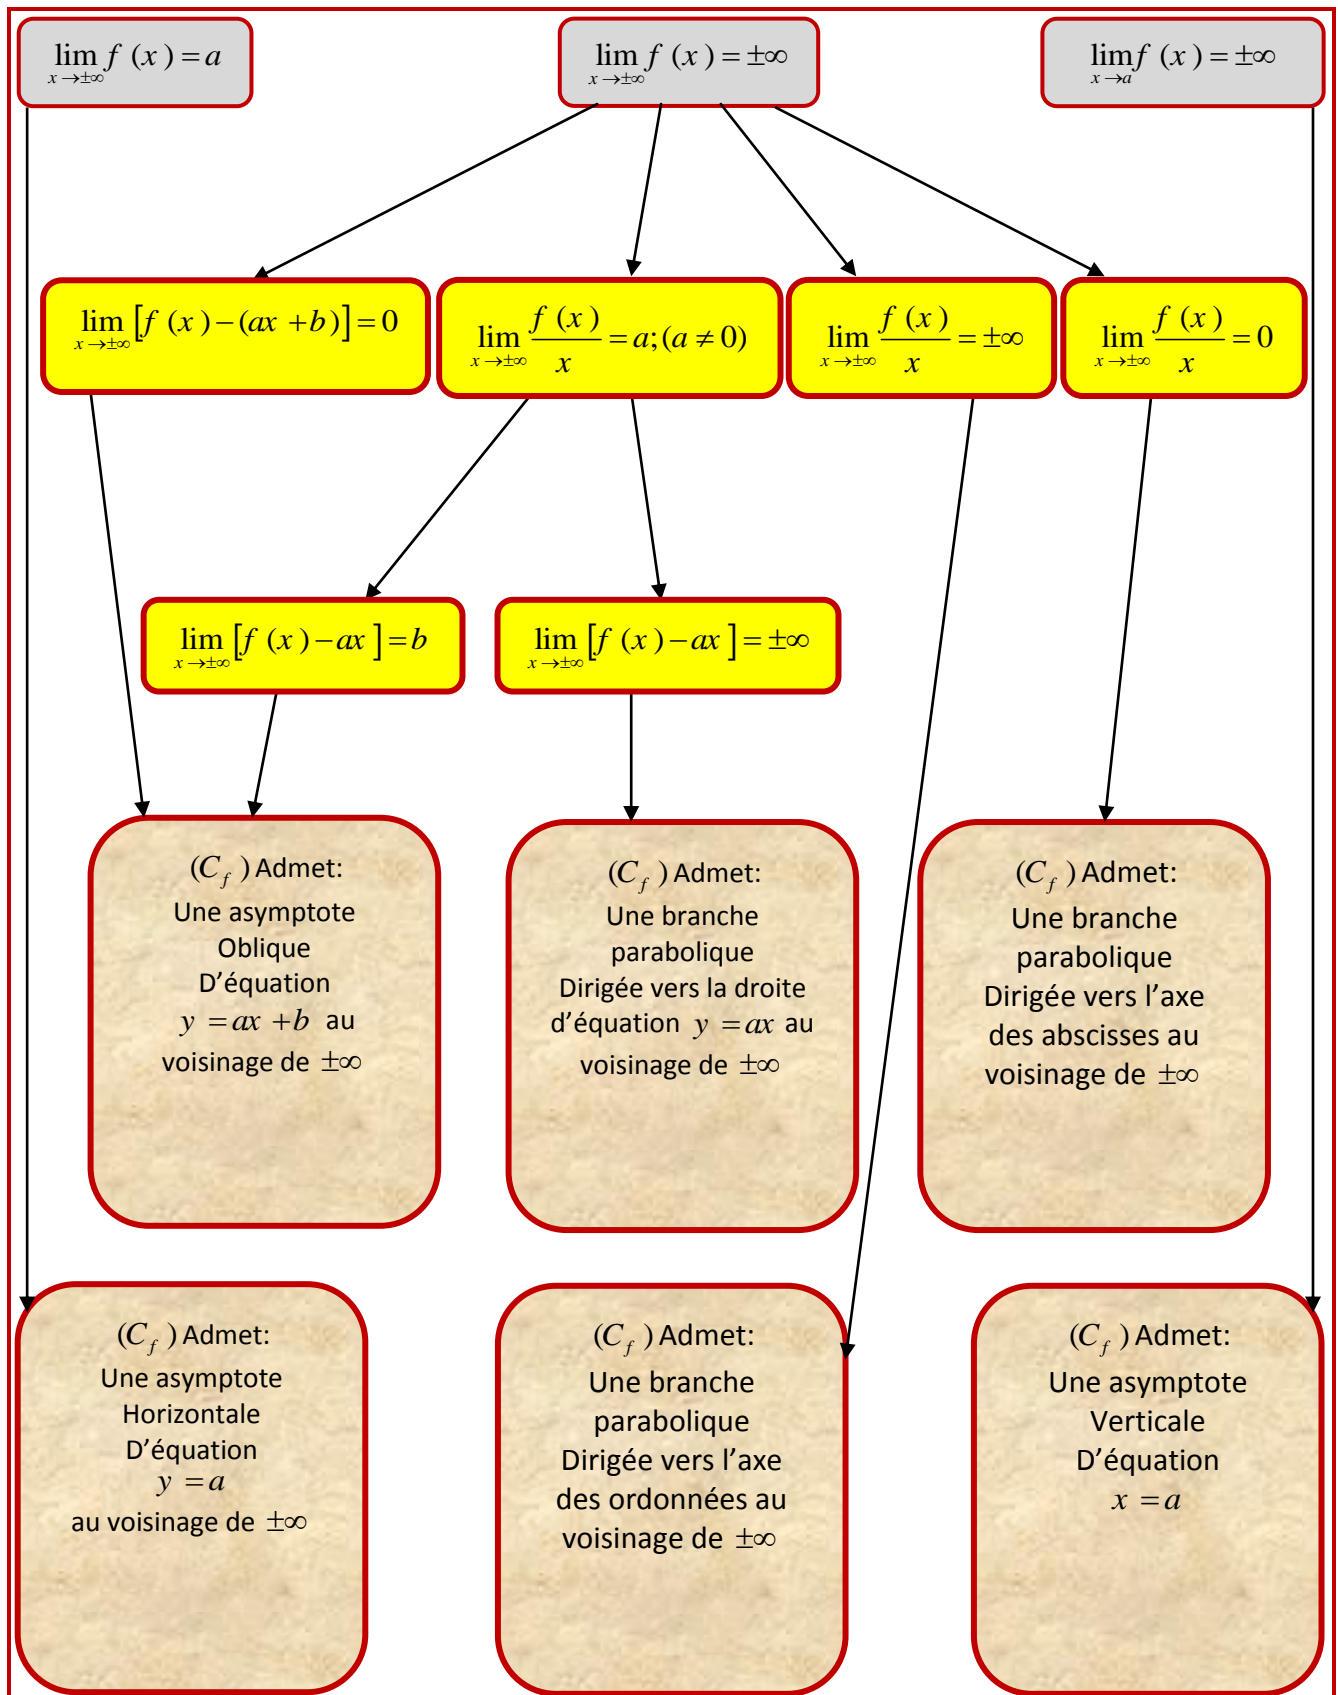 lim f (x) = a
x→±∞
lim f (x) = ±∞
x→±∞
lim f (x) = ±∞
x→a
lim [f (x) − (ax + b)] = 0
x→±∞
lim f (x)/x = a; (a ≠ 0)
x→±∞
lim f (x)/x = ±∞
x→±∞
lim f (x)/x = 0
x→±∞
lim [f (x) − ax] = b
x→±∞
lim [f (x) − ax] = ±∞
x→±∞
(C_f) Admet:
Une asymptote
Oblique
D’équation
y = ax + b au
voisinage de ±∞
(C_f) Admet:
Une branche
parabolique
Dirigée vers la droite
d’équation y = ax au
voisinage de ±∞
(C_f) Admet:
Une branche
parabolique
Dirigée vers l’axe
des abscisses au
voisinage de ±∞
(C_f) Admet:
Une asymptote
Horizontale
D’équation
y = a
au voisinage de ±∞
(C_f) Admet:
Une branche
parabolique
Dirigée vers l’axe
des ordonnées au
voisinage de ±∞
(C_f) Admet:
Une asymptote
Verticale
D’équation
x = a